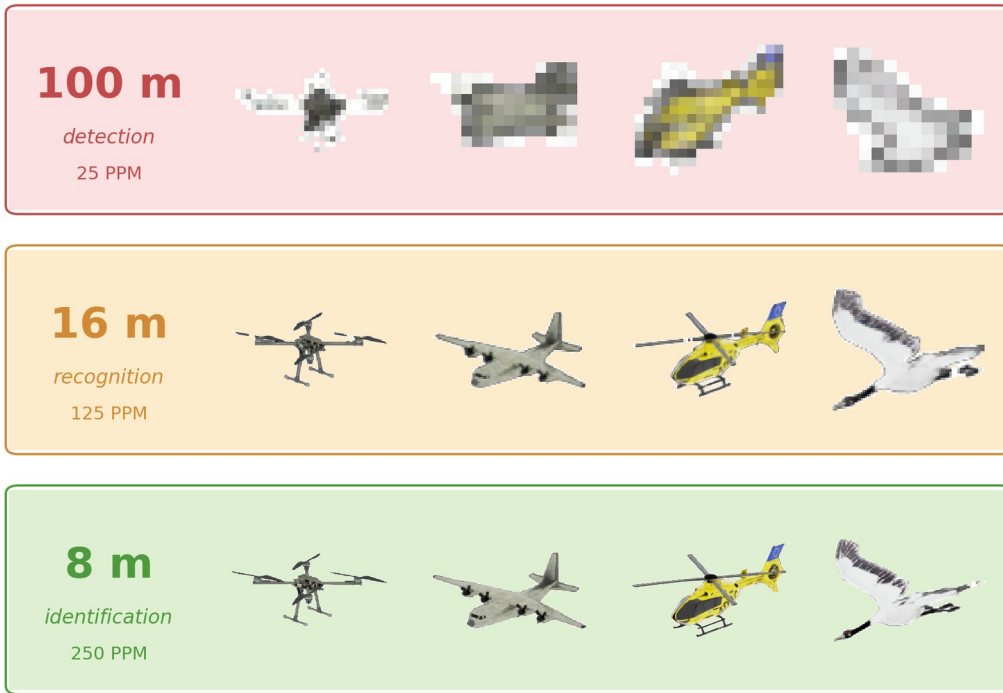 100 m
detection
25 PPM
16 m
recognition
125 PPM
8 m
identification
250 PPM